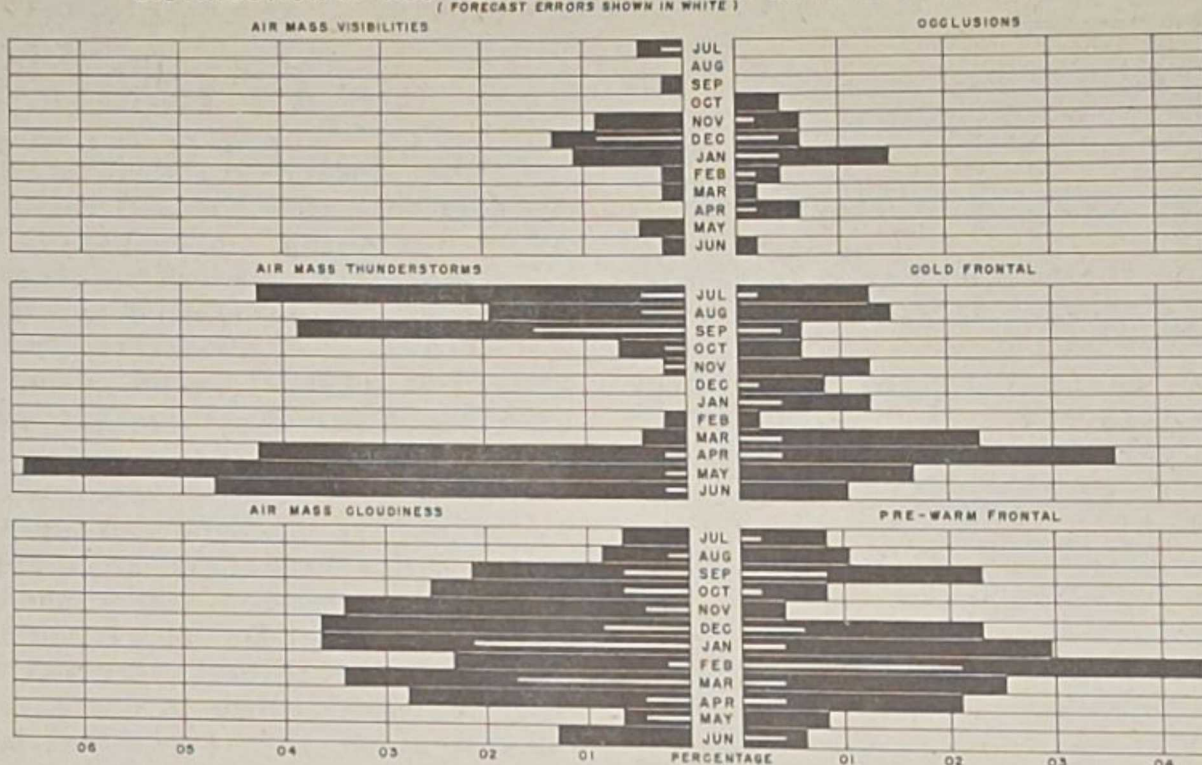 ( FORECAST ERRORS SHOWN IN WHITE )
AIR MASS VISIBILITIES
OCCLUSIONS
JUL
AUG
SEP
OCT
NOV
DEC
JAN
FEB
MAR
APR
MAY
JUN
AIR MASS THUNDERSTORMS
COLD FRONTAL
JUL
AUG
SEP
OCT
NOV
DEC
JAN
FEB
MAR
APR
MAY
JUN
AIR MASS CLOUDINESS
PRE-WARM FRONTAL
JUL
AUG
SEP
OCT
NOV
DEC
JAN
FEB
MAR
APR
MAY
JUN
06 05 04 03 02 01 PERCENTAGE 01 02 03 04